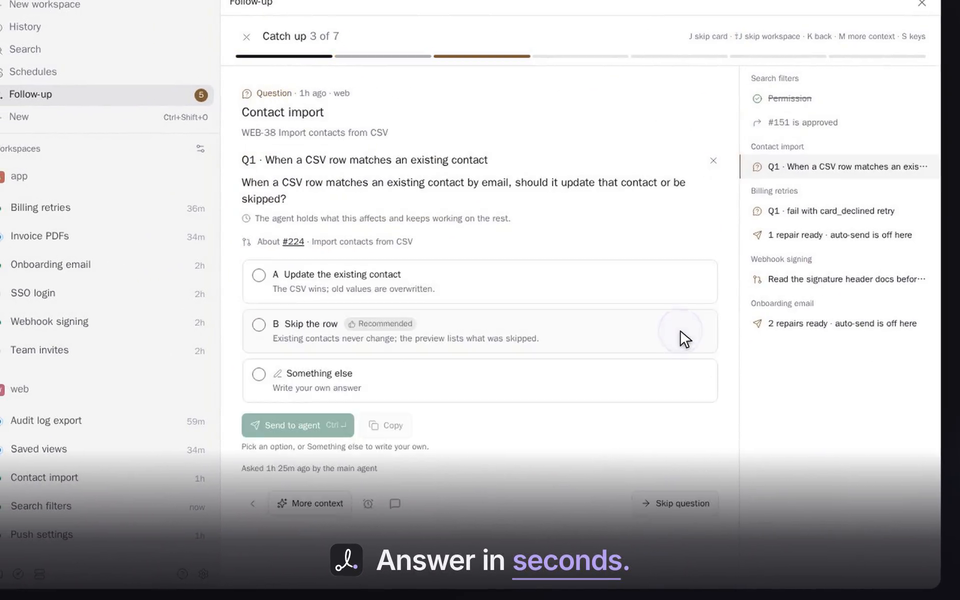 New workspace
History
Search
Schedules
Follow-up 5
New Ctrl+Shift+O
app
Billing retries 36m
Invoice PDFs 34m
Onboarding email 2h
SSO login 2h
Webhook signing 2h
Team invites 2h
web
Audit log export 59m
Saved views 34m
Contact import 1h
Search filters now
Push settings 1h
Follow-up
Catch up 3 of 7
J skip card · ⇧J skip workspace · K back · M more context · S keys
Question · 1h ago · web
Contact import
WEB-38 Import contacts from CSV
Q1 · When a CSV row matches an existing contact
When a CSV row matches an existing contact by email, should it update that contact or be
skipped?
The agent holds what this affects and keeps working on the rest.
About #224 · Import contacts from CSV
A Update the existing contact
The CSV wins; old values are overwritten.
B Skip the row Recommended
Existing contacts never change; the preview lists what was skipped.
Something else
Write your own answer
Send to agent Ctrl ↵
Copy
Pick an option, or Something else to write your own.
Asked 1h 25m ago by the main agent
More context
Skip question
Search filters
Permission
#151 is approved
Contact import
Q1 · When a CSV row matches an exis···
Billing retries
Q1 · fail with card_declined retry
1 repair ready · auto-send is off here
Webhook signing
Read the signature header docs befor···
Onboarding email
2 repairs ready · auto-send is off here
Answer in seconds.